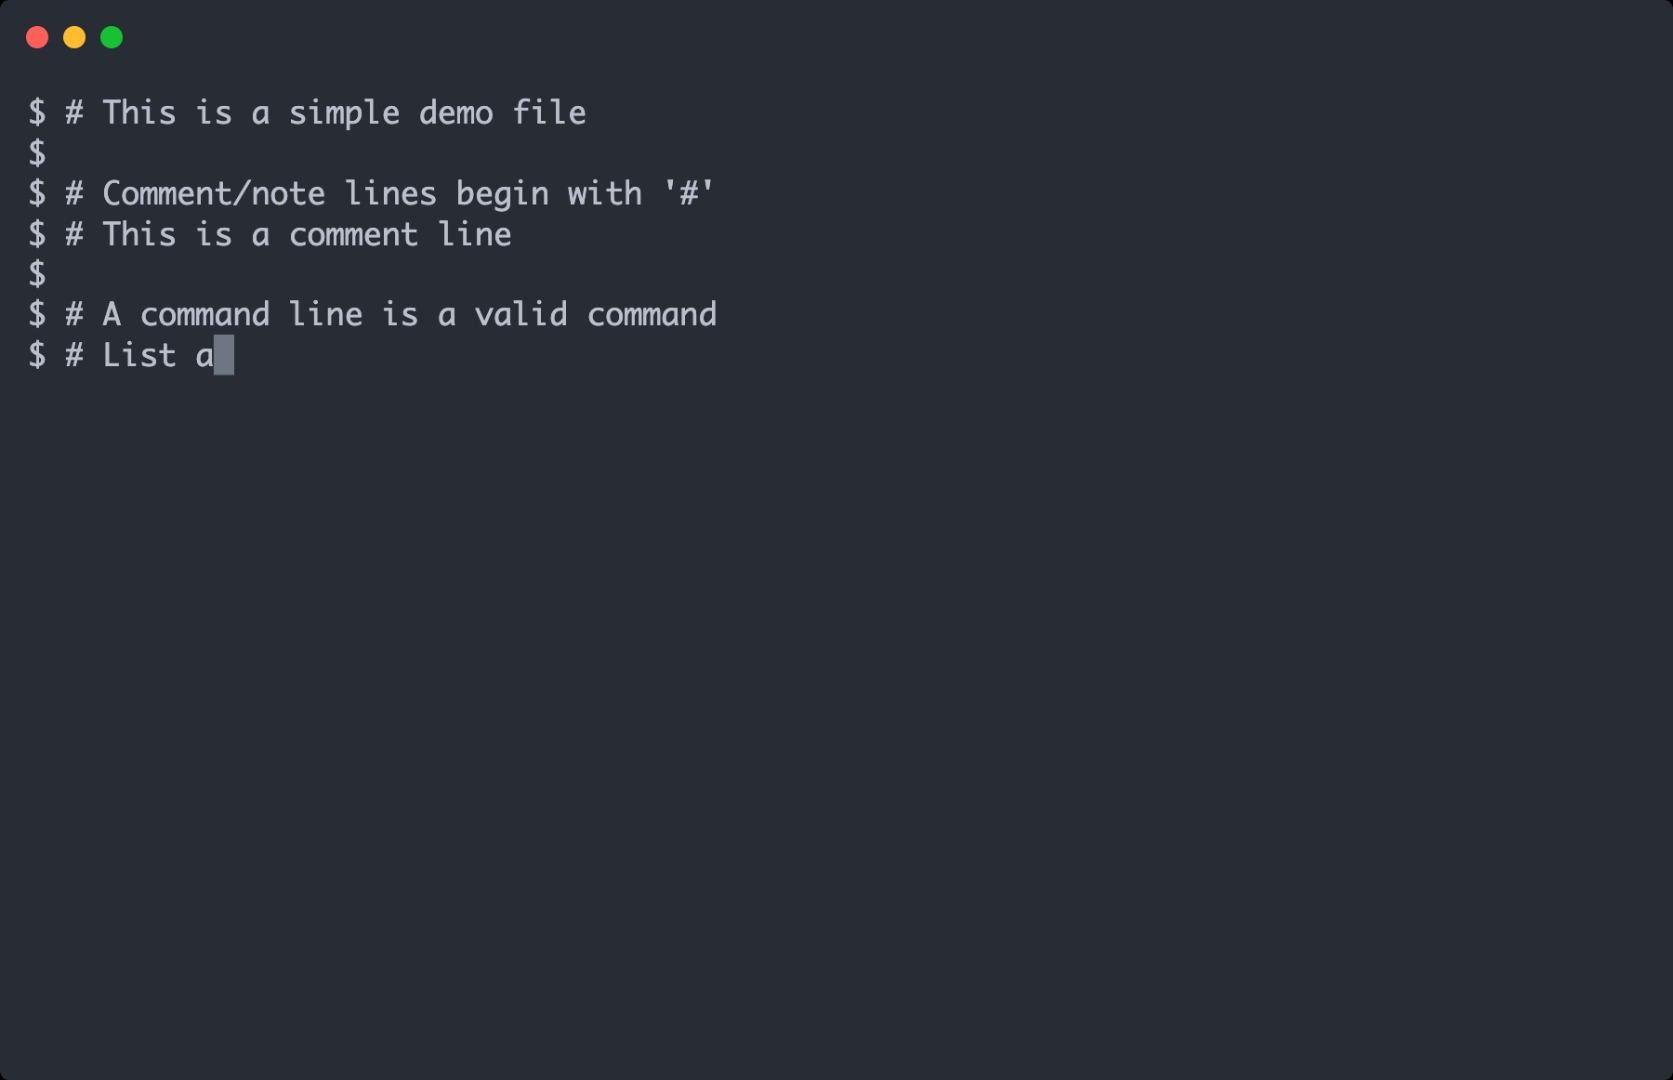 $ # This is a simple demo file
$
$ # Comment/note lines begin with '#'
$ # This is a comment line
$
$ # A command line is a valid command
$ # List a